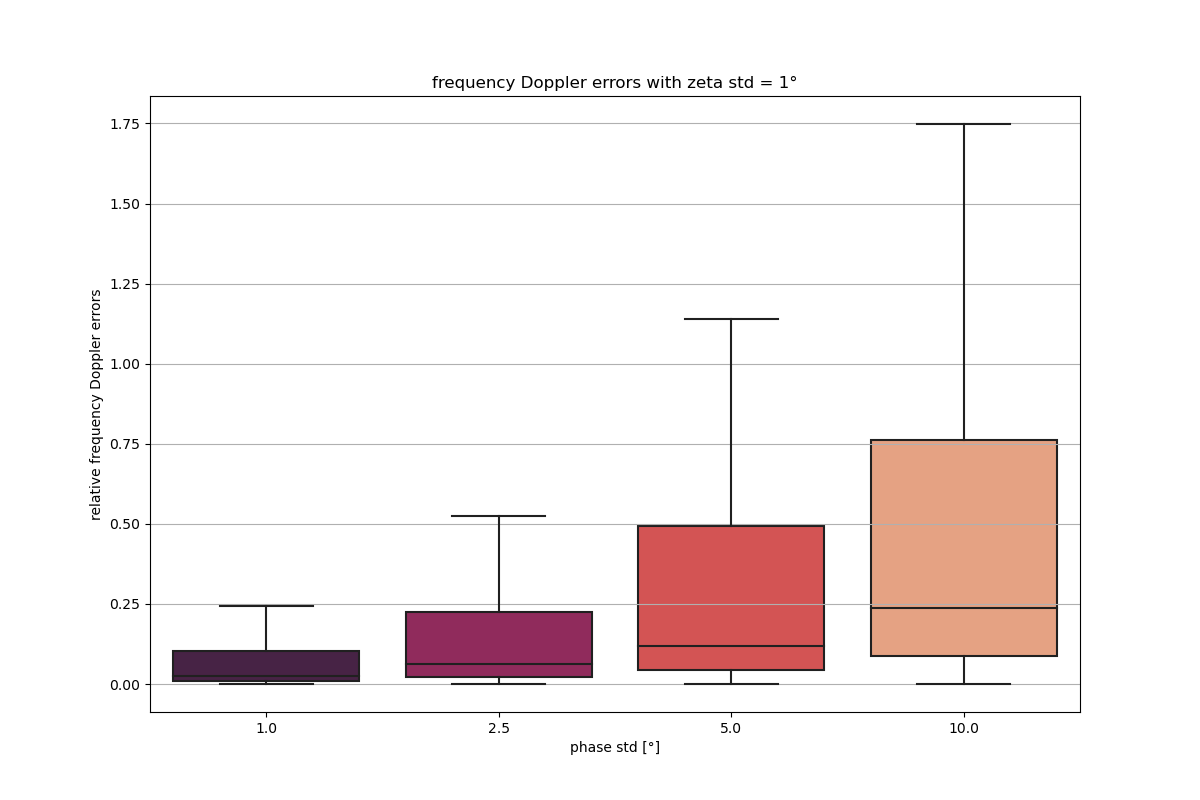 frequency Doppler errors with zeta std = 1°
relative frequency Doppler errors
1.75
1.50
1.25
1.00
0.75
0.50
0.25
0.00
1.0 2.5 5.0 10.0
phase std [°]